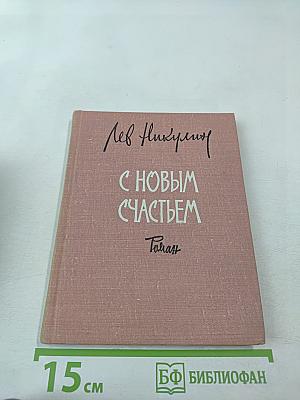 Лев Никулин
С НОВЫМ
СЧАСТЬЕМ
Роман
15 см
БФ БИБЛИОФАН